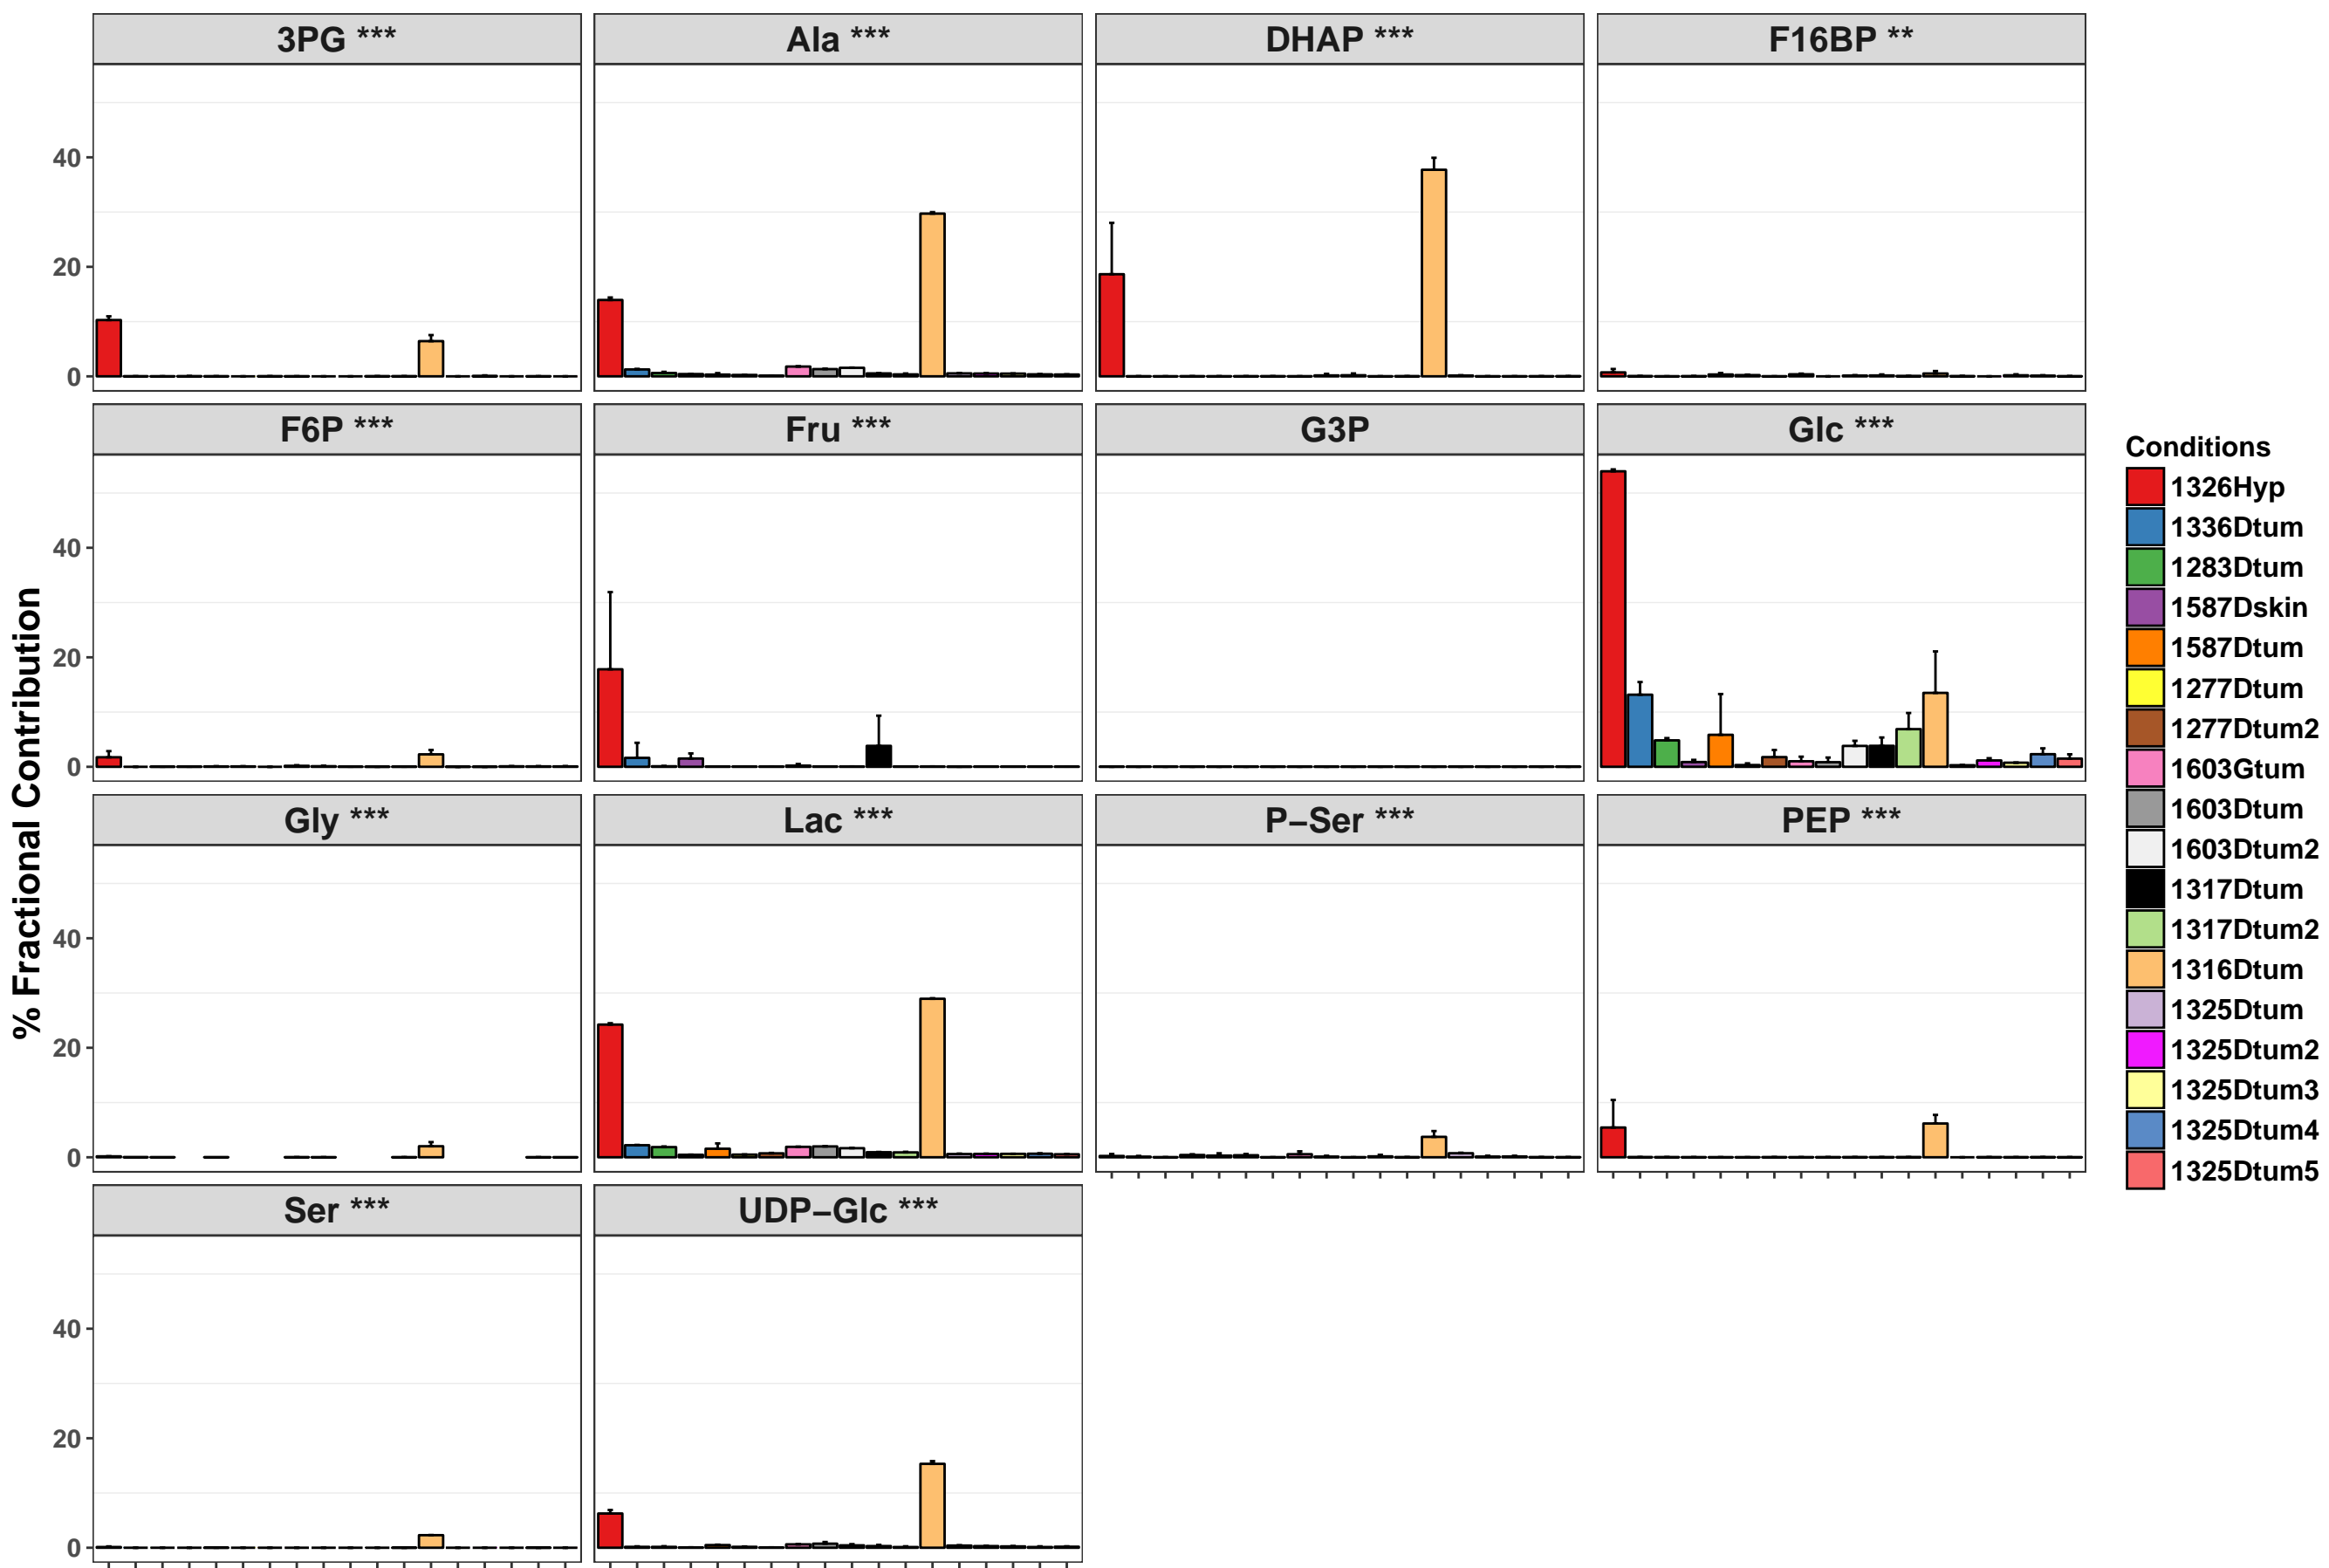 3PG ***
Ala ***
DHAP ***
F16BP **
40
20
0
F6P ***
Fru ***
G3P
Glc ***
40
20
0
Gly ***
Lac ***
P−Ser ***
PEP ***
40
20
0
Ser ***
UDP−Glc ***
40
20
0
% Fractional Contribution
Conditions
1326Hyp
1336Dtum
1283Dtum
1587Dskin
1587Dtum
1277Dtum
1277Dtum2
1603Gtum
1603Dtum
1603Dtum2
1317Dtum
1317Dtum2
1316Dtum
1325Dtum
1325Dtum2
1325Dtum3
1325Dtum4
1325Dtum5